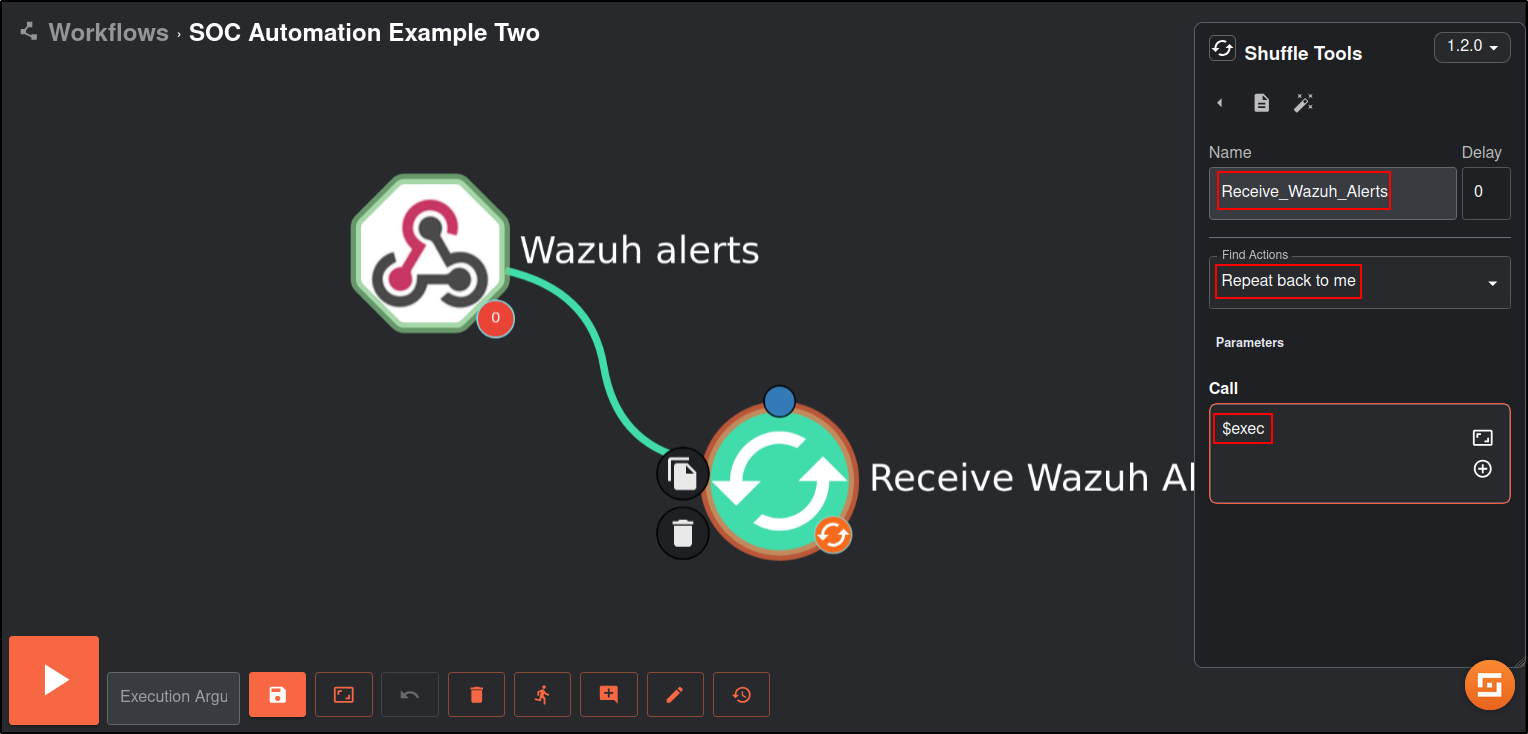 Workflows › SOC Automation Example Two
Shuffle Tools
1.2.0
Name
Delay
Receive_Wazuh_Alerts
0
Find Actions
Repeat back to me
Parameters
Call
$exec
Wazuh alerts
0
Receive Wazuh Al
Execution Argu